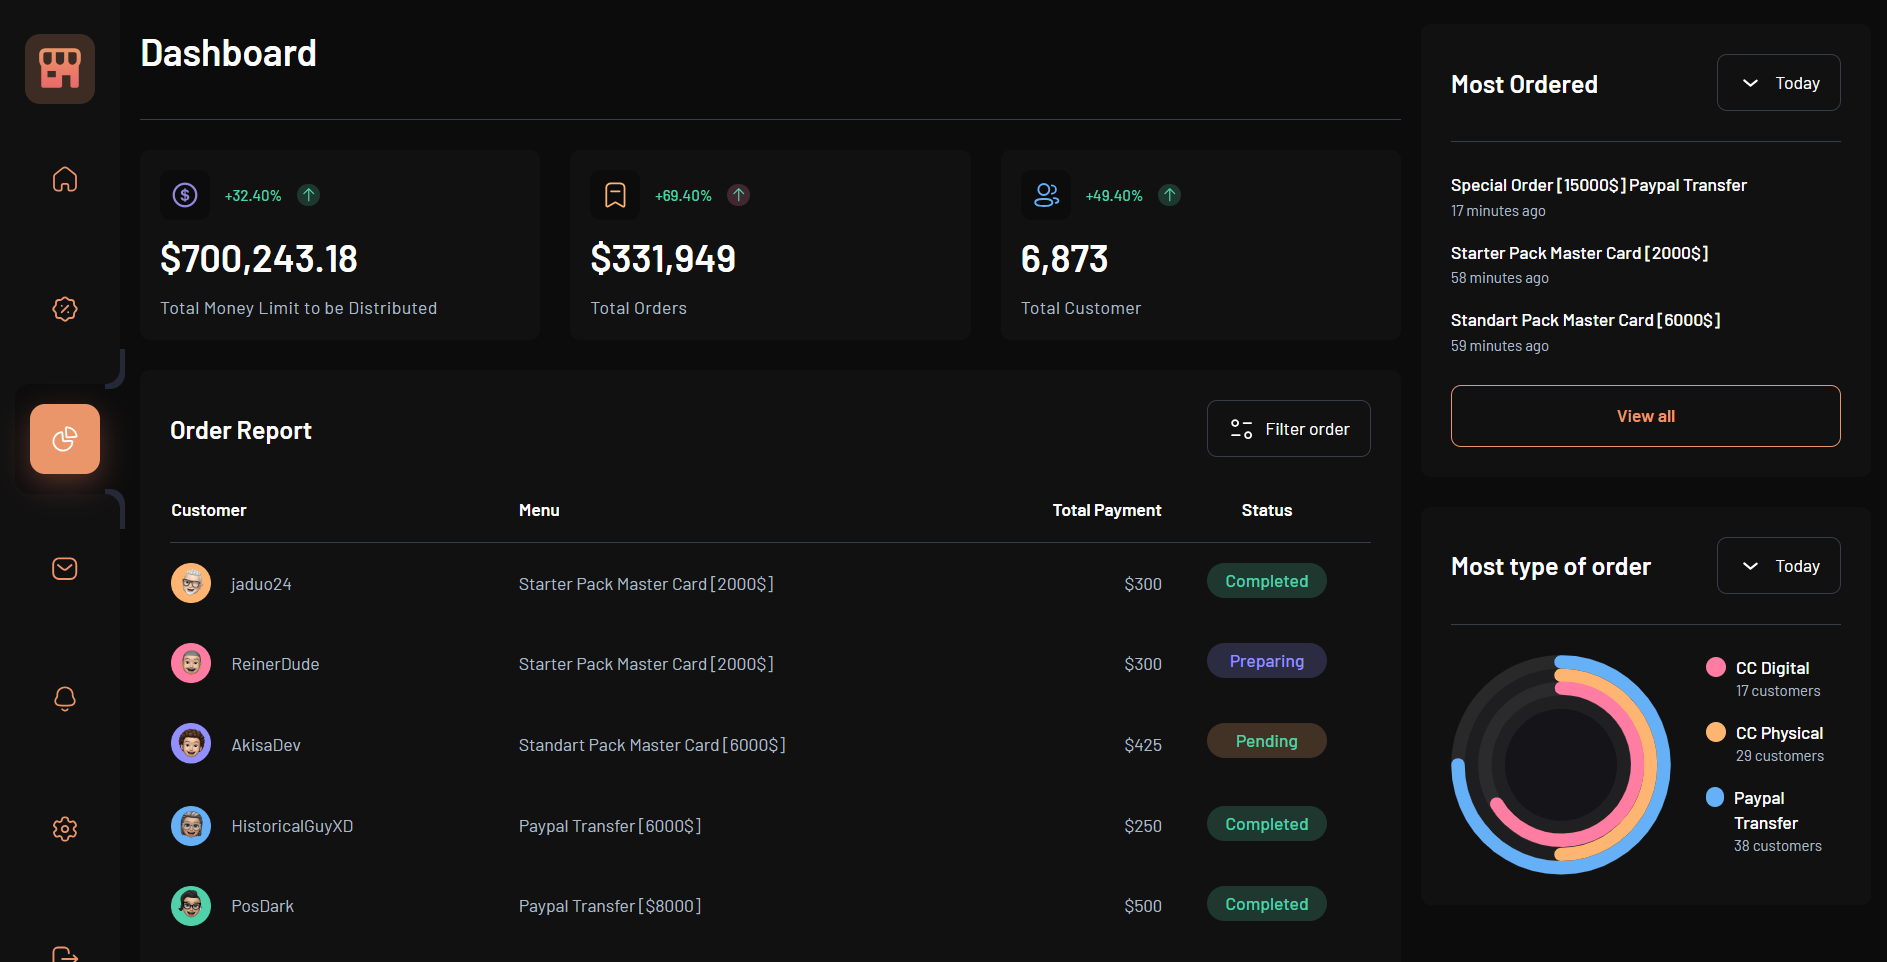 Dashboard
+32.40%
$700,243.18
Total Money Limit to be Distributed
+69.40%
$331,949
Total Orders
+49.40%
6,873
Total Customer
Order Report
Filter order
Customer Menu Total Payment Status
jaduo24 Starter Pack Master Card [2000$] $300 Completed
ReinerDude Starter Pack Master Card [2000$] $300 Preparing
AkisaDev Standart Pack Master Card [6000$] $425 Pending
HistoricalGuyXD Paypal Transfer [6000$] $250 Completed
PosDark Paypal Transfer [$8000] $500 Completed
Most Ordered
Today
Special Order [15000$] Paypal Transfer
17 minutes ago
Starter Pack Master Card [2000$]
58 minutes ago
Standart Pack Master Card [6000$]
59 minutes ago
View all
Most type of order
Today
CC Digital
17 customers
CC Physical
29 customers
Paypal
Transfer
38 customers